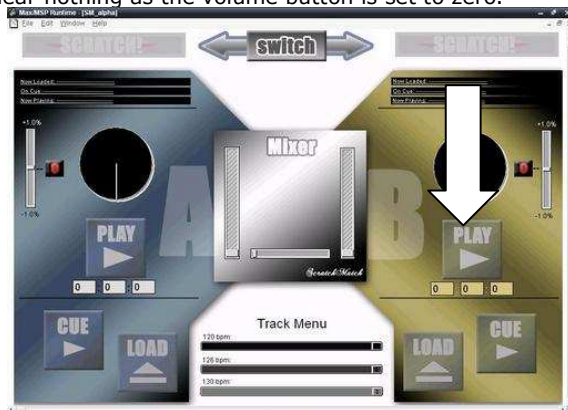 hear nothing as the volume button is set to zero.
Max/MSP Runtime - [SM_alpha]
File Edit Window Help
SCRATCH!
switch
SCRATCH!
Now Loaded:
On Cue:
Now Playing:
Now Loaded:
On Cue:
Now Playing:
+1.0%
0
-1.0%
+1.0%
0
-1.0%
Mixer
A
B
PLAY
PLAY
0 : 0 : 0
0 : 0 : 0
ScratchMatch
CUE
LOAD
Track Menu
120 bpm:
126 bpm:
130 bpm:
LOAD
CUE